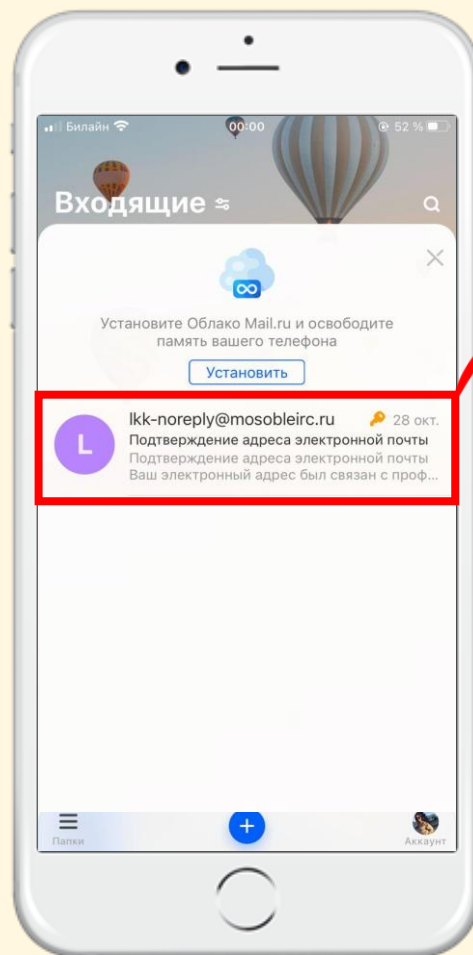 Билайн 00:00 52 %
Входящие
Установите Облако Mail.ru и освободите
память вашего телефона
Установить
L
lkk-noreply@mosobleirc.ru 28 окт.
Подтверждение адреса электронной почты
Подтверждение адреса электронной почты
Ваш электронный адрес был связан с проф...
Папки
Аккаунт